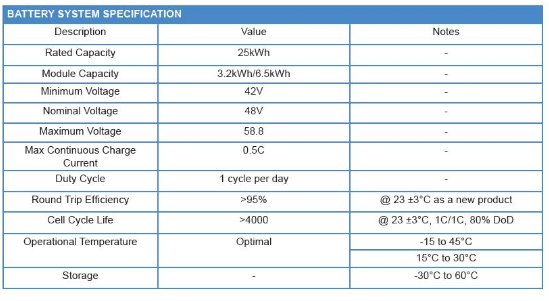 BATTERY SYSTEM SPECIFICATION
Description Value Notes
Rated Capacity 25kWh -
Module Capacity 3.2kWh/6.5kWh -
Minimum Voltage 42V -
Nominal Voltage 48V -
Maximum Voltage 58.8 -
Max Continuous Charge 0.5C -
Current
Duty Cycle 1 cycle per day -
Round Trip Efficiency >95% @ 23 ±3°C as a new product
Cell Cycle Life >4000 @ 23 ±3°C, 1C/1C, 80% DoD
Operational Temperature Optimal -15 to 45°C
15°C to 30°C
Storage - -30°C to 60°C